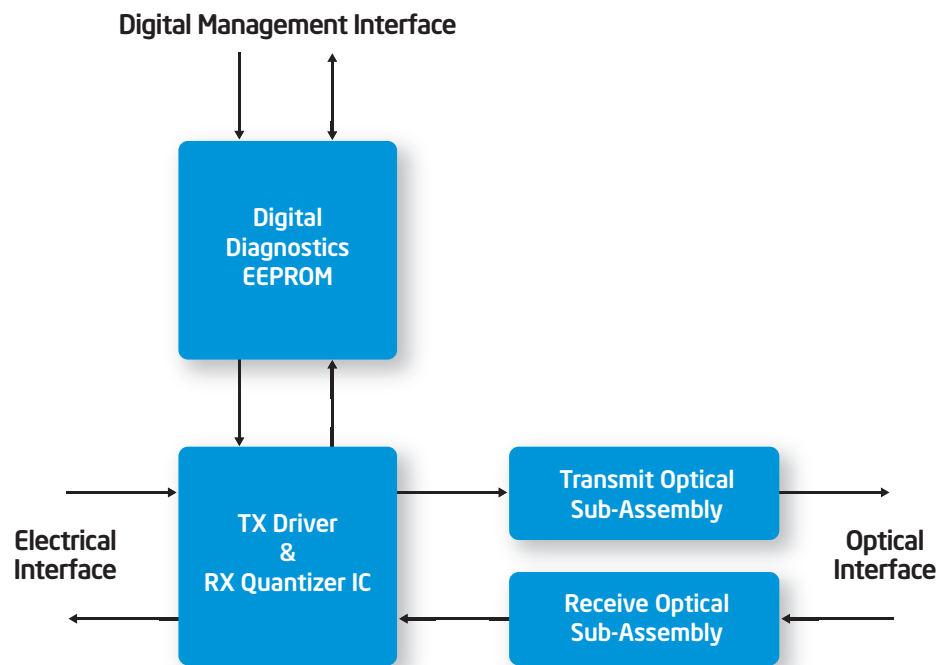 Digital Management Interface
Digital
Diagnostics
EEPROM
TX Driver
&
RX Quantizer IC
Transmit Optical
Sub-Assembly
Receive Optical
Sub-Assembly
Electrical
Interface
Optical
Interface